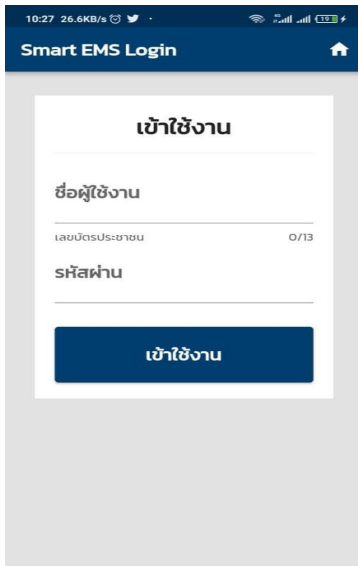 10:27 26.6KB/s
Smart EMS Login
เข้าใช้งาน
ชื่อผู้ใช้งาน
เลขบัตรประชาชน 0/13
รหัสผ่าน
เข้าใช้งาน